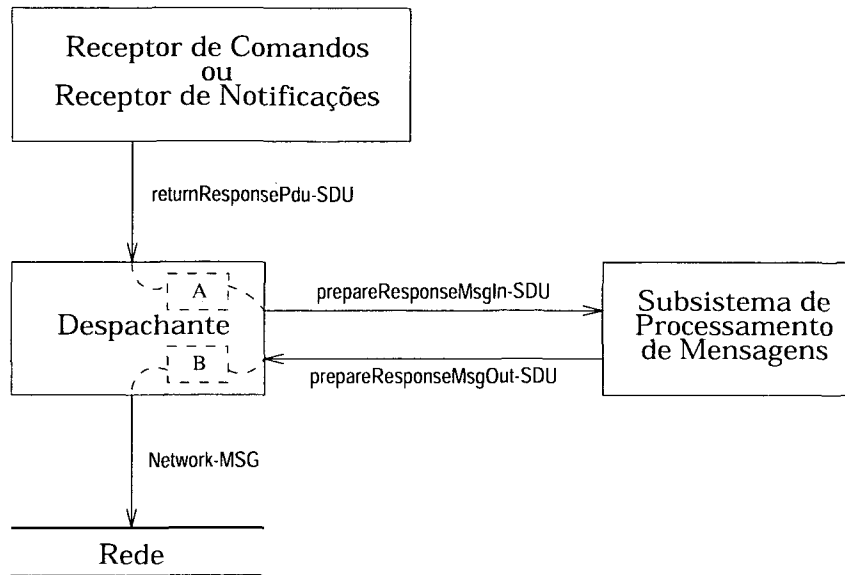 Receptor de Comandos
ou
Receptor de Notificações
returnResponsePdu-SDU
A
prepareResponseMsgIn-SDU
Despachante
Subsistema de
Processamento
de Mensagens
B
prepareResponseMsgOut-SDU
Network-MSG
Rede